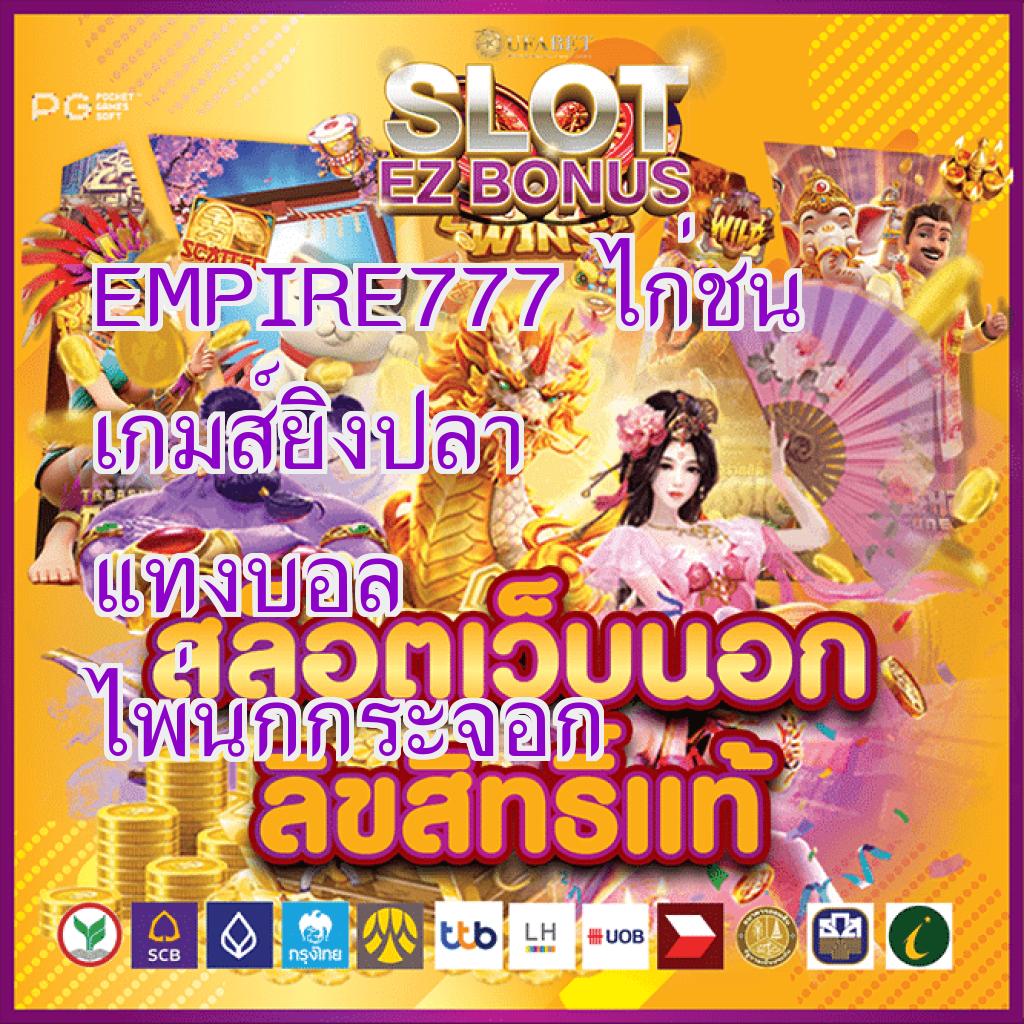 UFABET
PG POCKET GAMES SOFT
SLOT
EZ BONUS
WINS
WILD
SCATTER
EMPIRE777 ไก่ชน
เกมส์ยิงปลา
แทงบอล
สล็อตเว็บนอก
ไพ่นกกระจอก
ลิขสิทธิ์แท้
SCB
กรุงไทย
ttb
LH
UOB